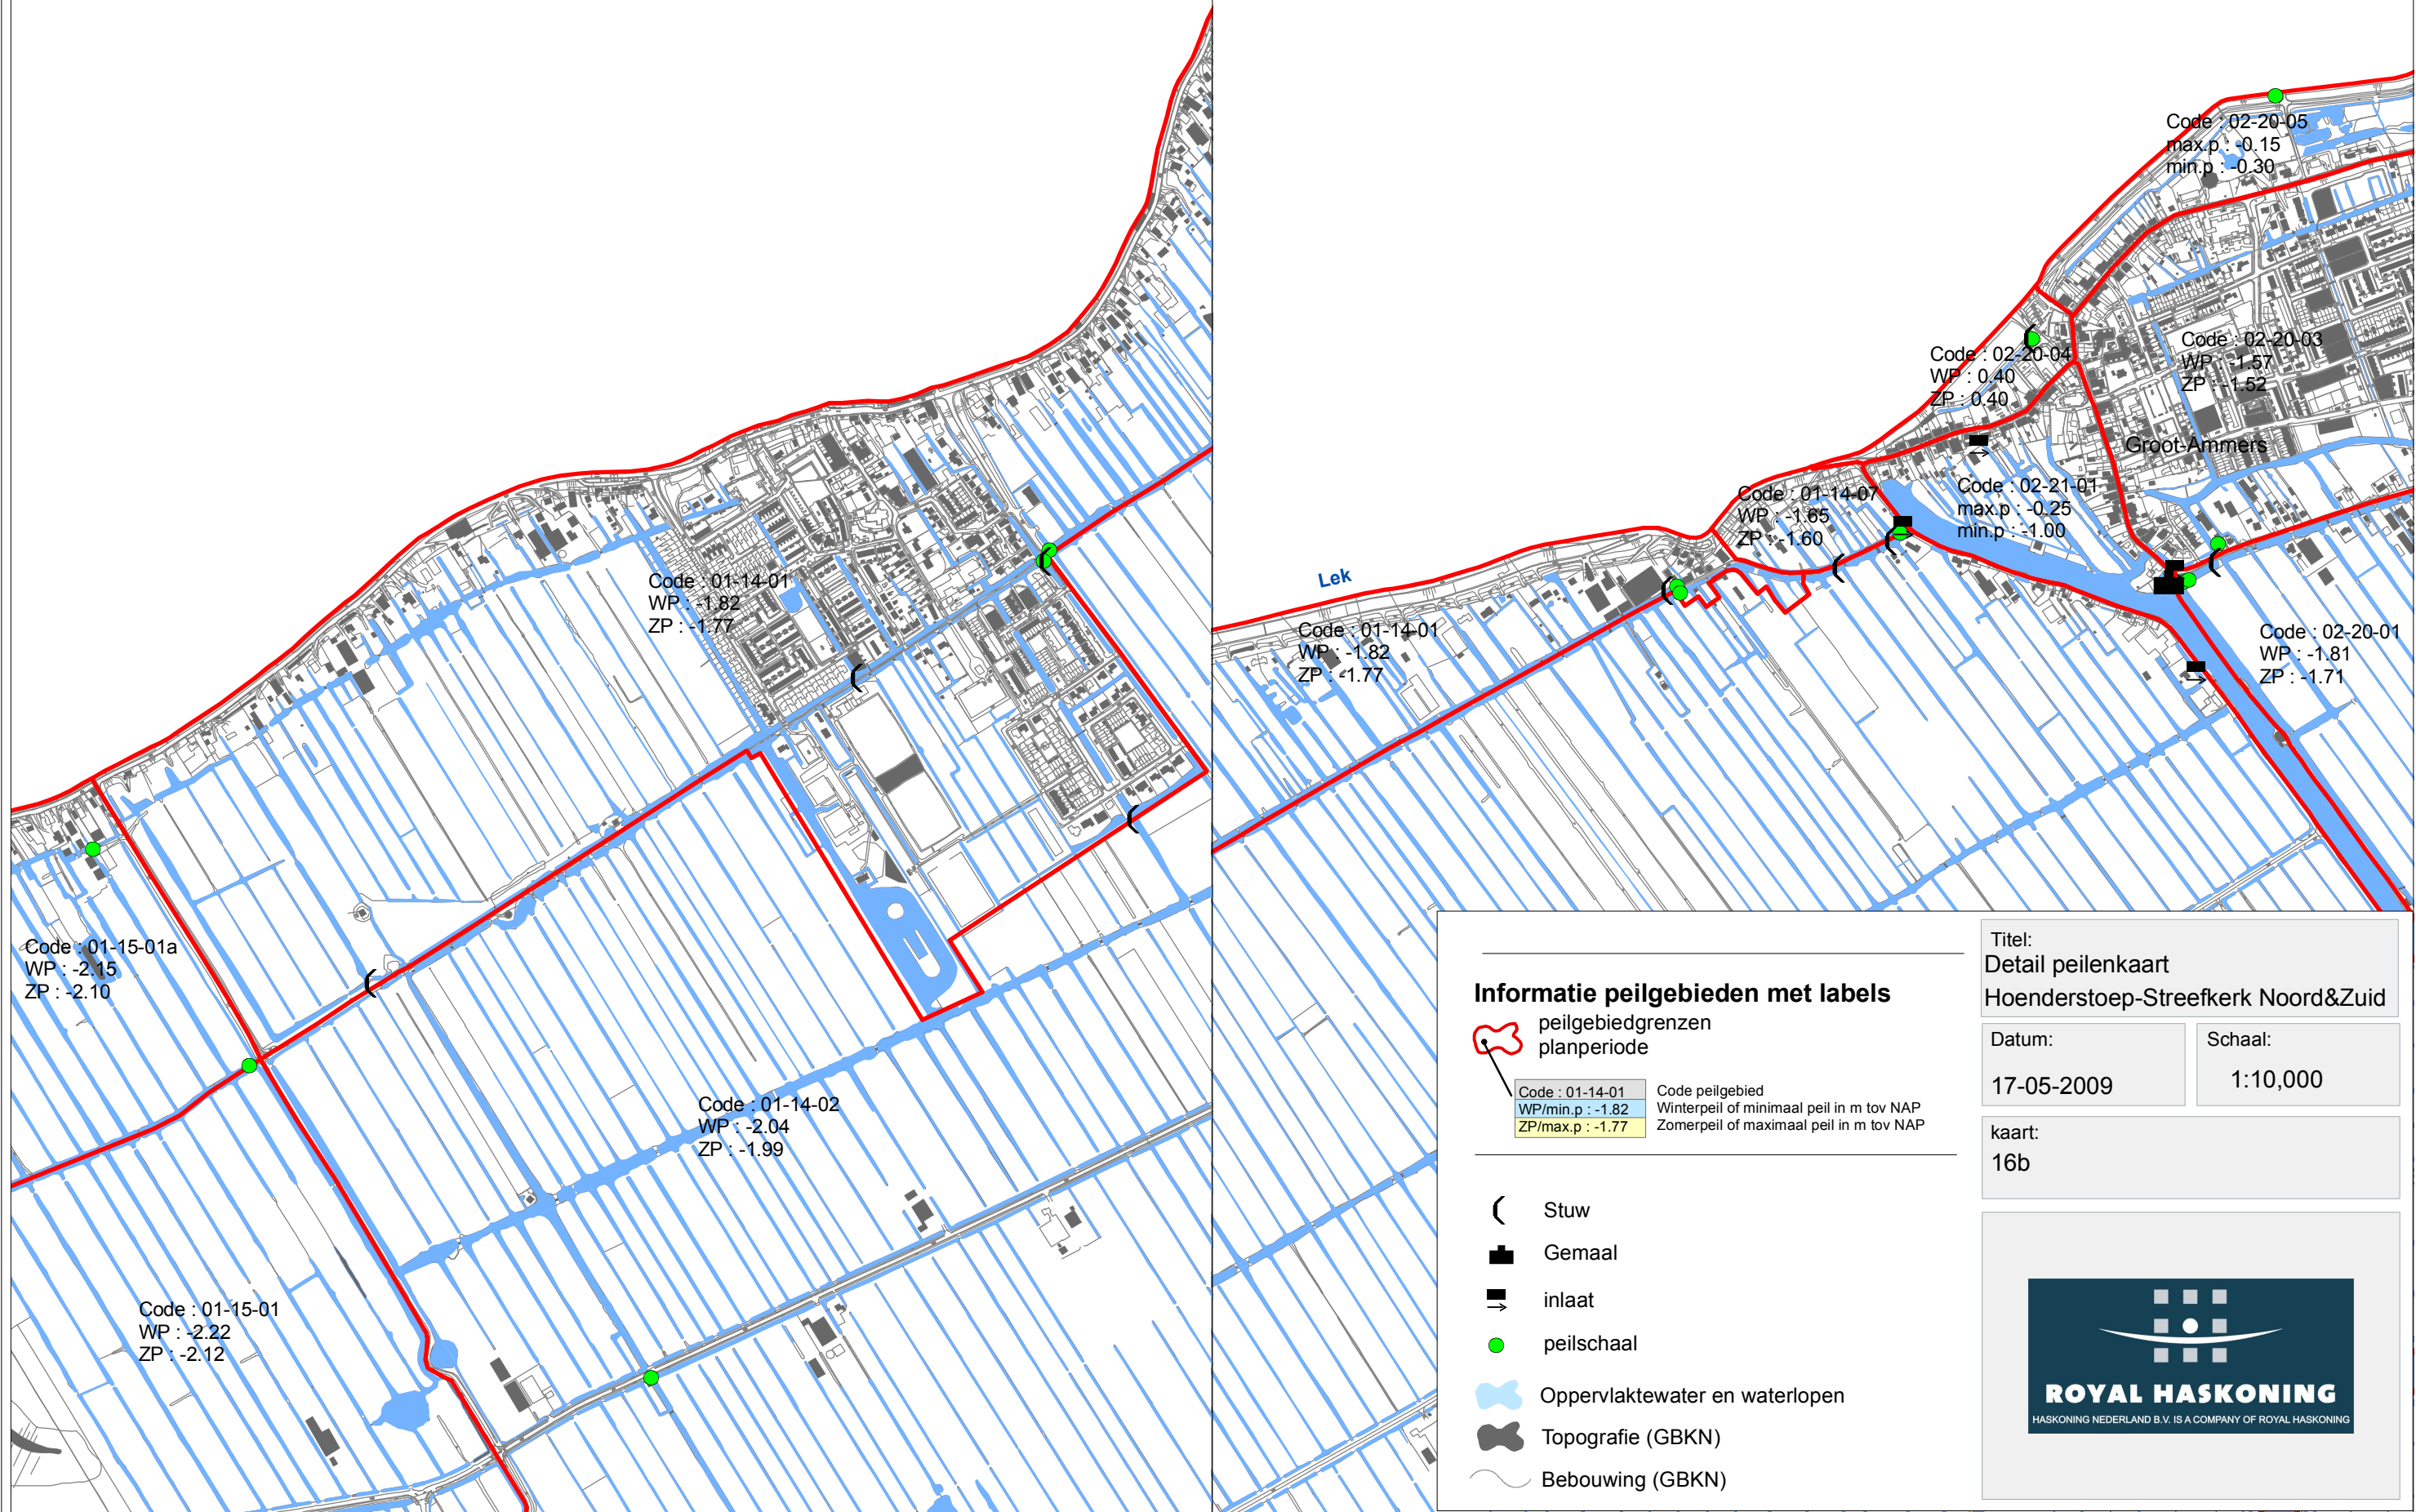 Code : 02-20-05
max.p : -0.15
min.p : -0.30
Code : 02-20-04
WP : 0.40
ZP : 0.40
Code : 02-20-03
WP : -1.57
ZP : -1.52
Groot-Ammers
Code : 01-14-07
WP : -1.65
ZP : -1.60
Code : 02-21-01
max.p : -0.25
min.p : -1.00
Lek
Code : 01-14-01
WP : -1.82
ZP : -1.77
Code : 01-14-01
WP : -1.82
ZP : -1.77
Code : 02-20-01
WP : -1.81
ZP : -1.71
Code : 01-15-01a
WP : -2.15
ZP : -2.10
Code : 01-14-02
WP : -2.04
ZP : -1.99
Code : 01-15-01
WP : -2.22
ZP : -2.12
Informatie peilgebieden met labels
peilgebiedgrenzen
planperiode
Code : 01-14-01 Code peilgebied
WP/min.p : -1.82 Winterpeil of minimaal peil in m tov NAP
ZP/max.p : -1.77 Zomerpeil of maximaal peil in m tov NAP
Stuw
Gemaal
inlaat
peilschaal
Oppervlaktewater en waterlopen
Topografie (GBKN)
Bebouwing (GBKN)
Titel:
Detail peilenkaart
Hoenderstoep-Streefkerk Noord&Zuid
Datum:
17-05-2009
Schaal:
1:10,000
kaart:
16b
ROYAL HASKONING
HASKONING NEDERLAND B.V. IS A COMPANY OF ROYAL HASKONING